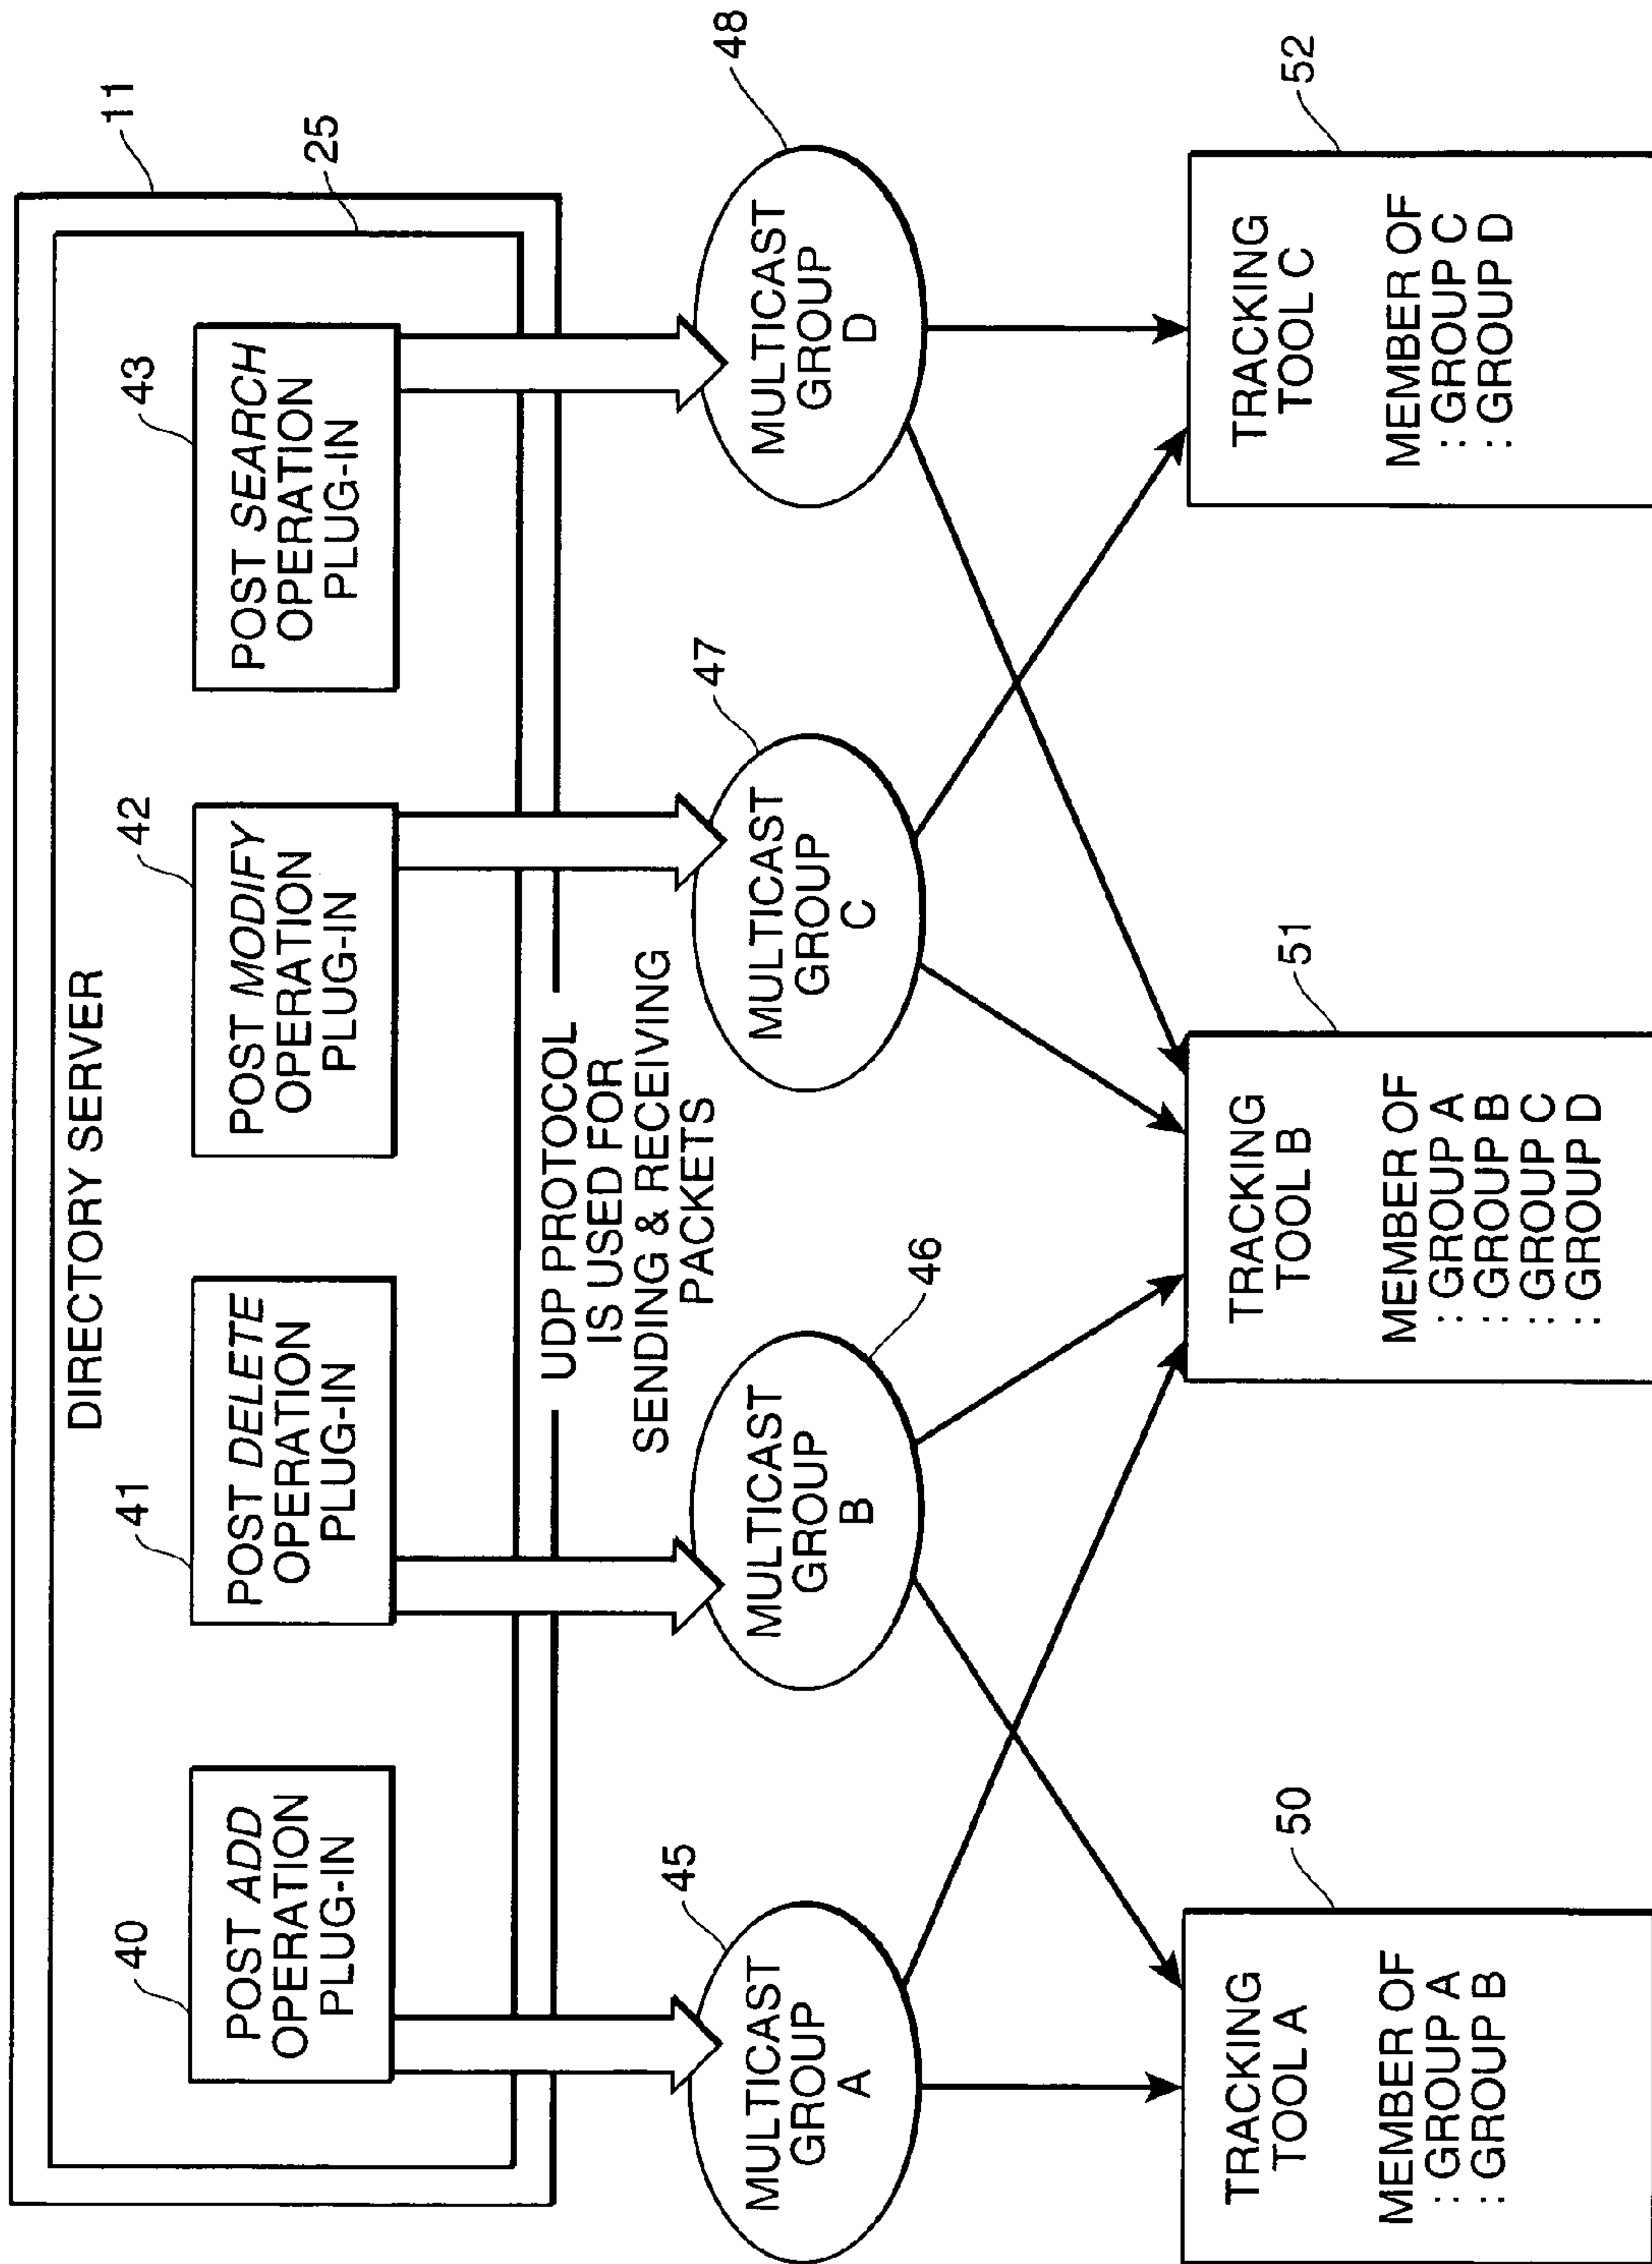 DIRECTORY SERVER
11
25
40
POST ADD
OPERATION
PLUG-IN
41
POST DELETE
OPERATION
PLUG-IN
42
POST MODIFY
OPERATION
PLUG-IN
43
POST SEARCH
OPERATION
PLUG-IN
UDP PROTOCOL
IS USED FOR
SENDING & RECEIVING
PACKETS
45
MULTICAST
GROUP
A
46
MULTICAST
GROUP
B
47
MULTICAST
GROUP
C
48
MULTICAST
GROUP
D
50
TRACKING
TOOL A
MEMBER OF
: GROUP A
: GROUP B
51
TRACKING
TOOL B
MEMBER OF
: GROUP A
: GROUP B
: GROUP C
: GROUP D
52
TRACKING
TOOL C
MEMBER OF
: GROUP C
: GROUP D